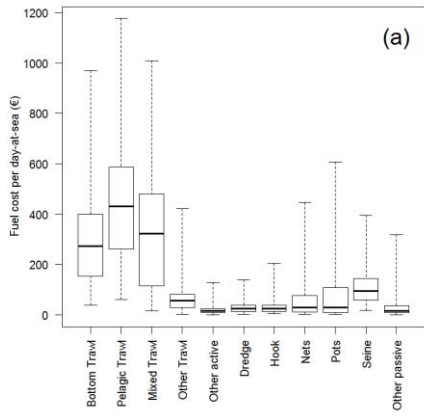 (a)
Fuel cost per day-at-sea (€)
1200
1000
800
600
400
200
0
Bottom Trawl
Pelagic Trawl
Mixed Trawl
Other Trawl
Other active
Dredge
Hook
Nets
Pots
Seine
Other passive